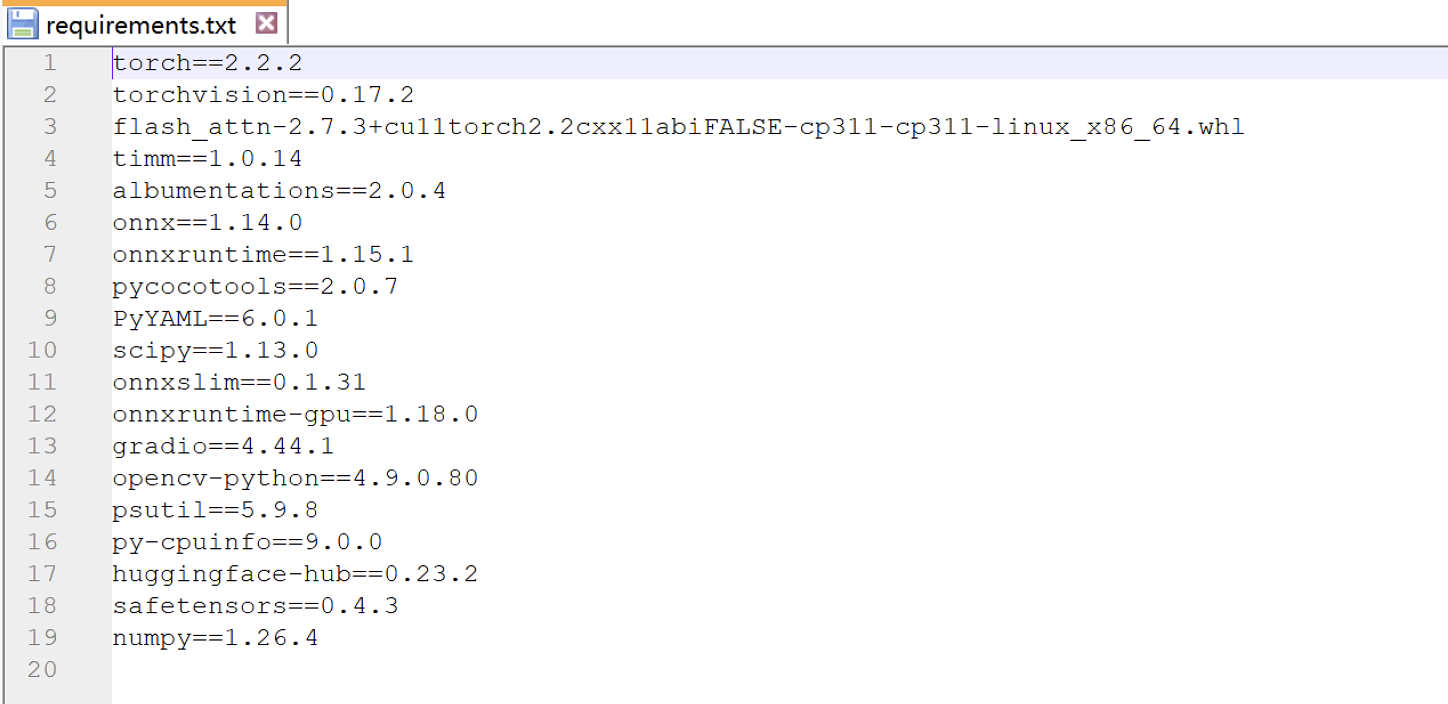 requirements.txt
1 torch==2.2.2
2 torchvision==0.17.2
3 flash_attn-2.7.3+cu11torch2.2cxx11abiFALSE-cp311-cp311-linux_x86_64.whl
4 timm==1.0.14
5 albumentations==2.0.4
6 onnx==1.14.0
7 onnxruntime==1.15.1
8 pycocotools==2.0.7
9 PyYAML==6.0.1
10 scipy==1.13.0
11 onnxslim==0.1.31
12 onnxruntime-gpu==1.18.0
13 gradio==4.44.1
14 opencv-python==4.9.0.80
15 psutil==5.9.8
16 py-cpuinfo==9.0.0
17 huggingface-hub==0.23.2
18 safetensors==0.4.3
19 numpy==1.26.4
20